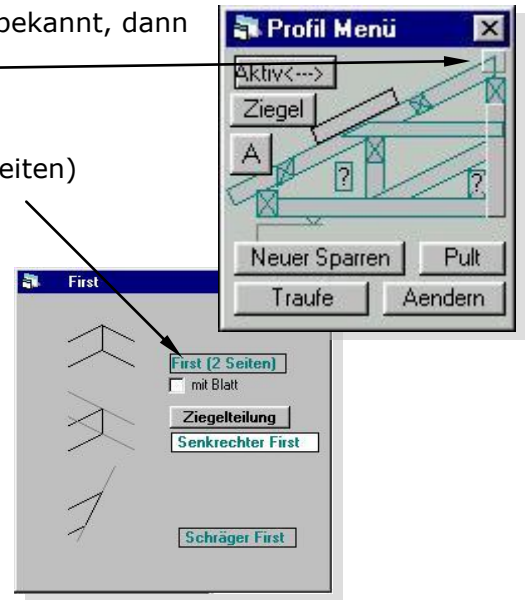 bekannt, dann
Profil Menü
Aktiv<--->
Ziegel
A
?
?
eiten)
Neuer Sparren
Pult
Traufe
Aendern
First
First (2 Seiten)
mit Blatt
Ziegelteilung
Senkrechter First
Schräger First